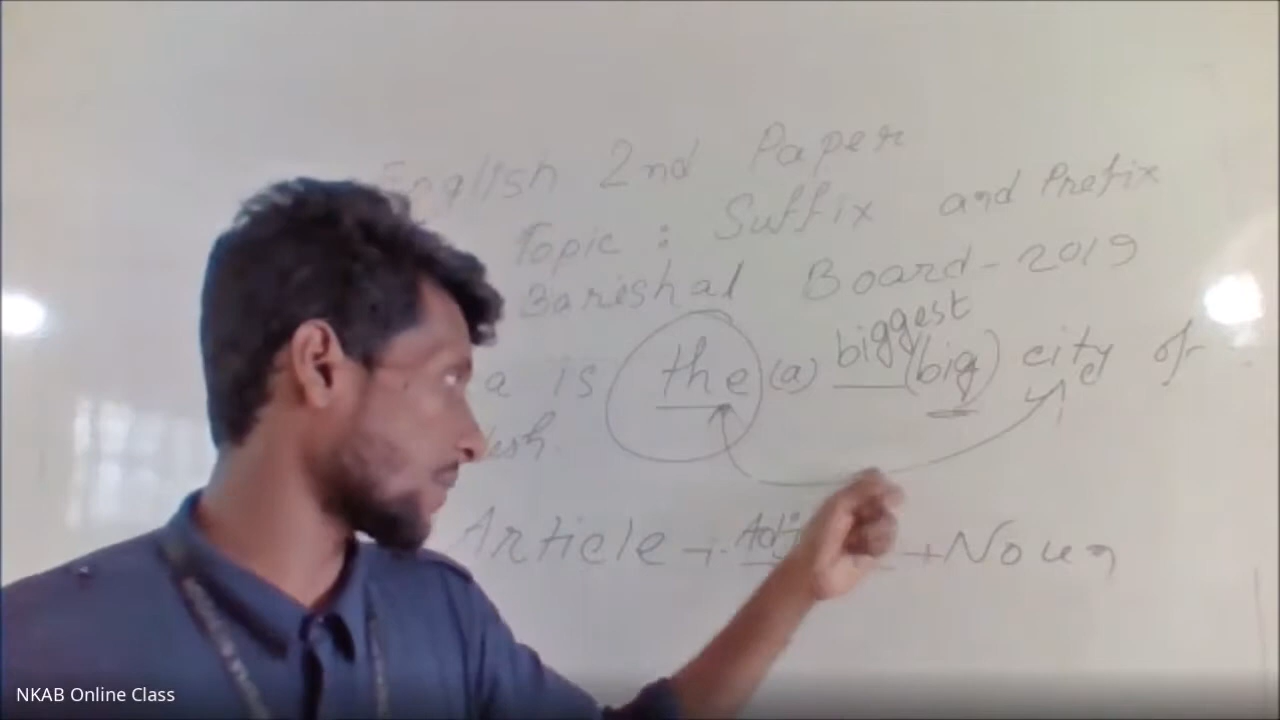 English 2nd Paper
Topic : Suffix and Prefix
Barishal Board - 2019
a is the (a) biggest (big) city of
esh.
Article + Adj + Noun
NKAB Online Class